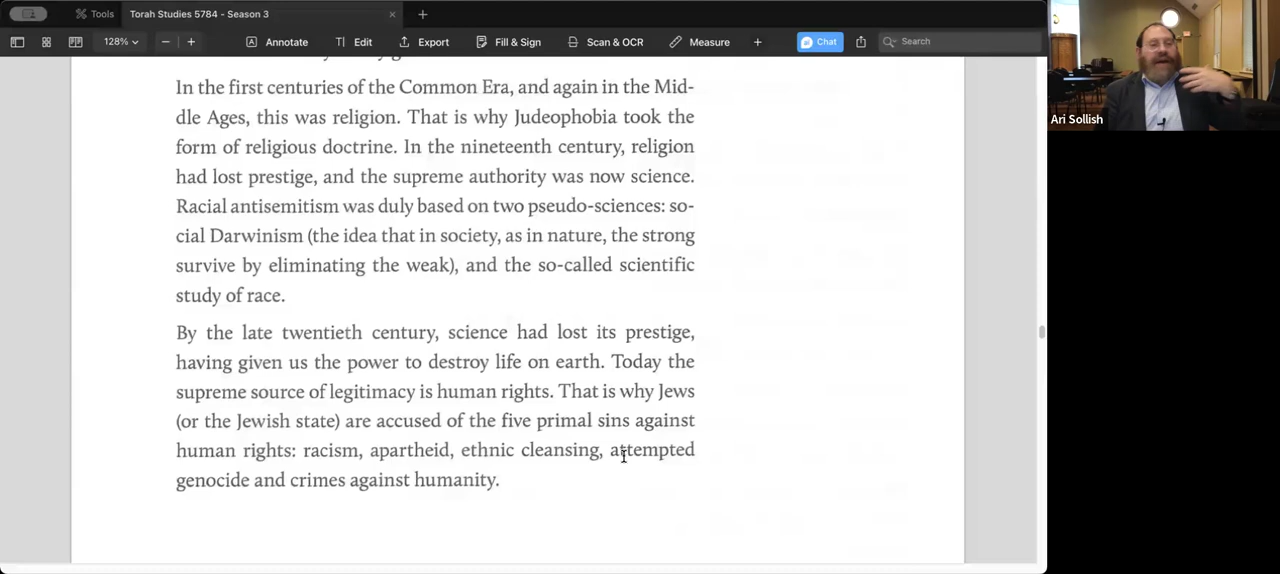 Tools
Torah Studies 5784 - Season 3
128%
Annotate
Edit
Export
Fill & Sign
Scan & OCR
Measure
Chat
Search
Ari Sollish
In the first centuries of the Common Era, and again in the Mid-
dle Ages, this was religion. That is why Judeophobia took the
form of religious doctrine. In the nineteenth century, religion
had lost prestige, and the supreme authority was now science.
Racial antisemitism was duly based on two pseudo-sciences: so-
cial Darwinism (the idea that in society, as in nature, the strong
survive by eliminating the weak), and the so-called scientific
study of race.
By the late twentieth century, science had lost its prestige,
having given us the power to destroy life on earth. Today the
supreme source of legitimacy is human rights. That is why Jews
(or the Jewish state) are accused of the five primal sins against
human rights: racism, apartheid, ethnic cleansing, attempted
genocide and crimes against humanity.